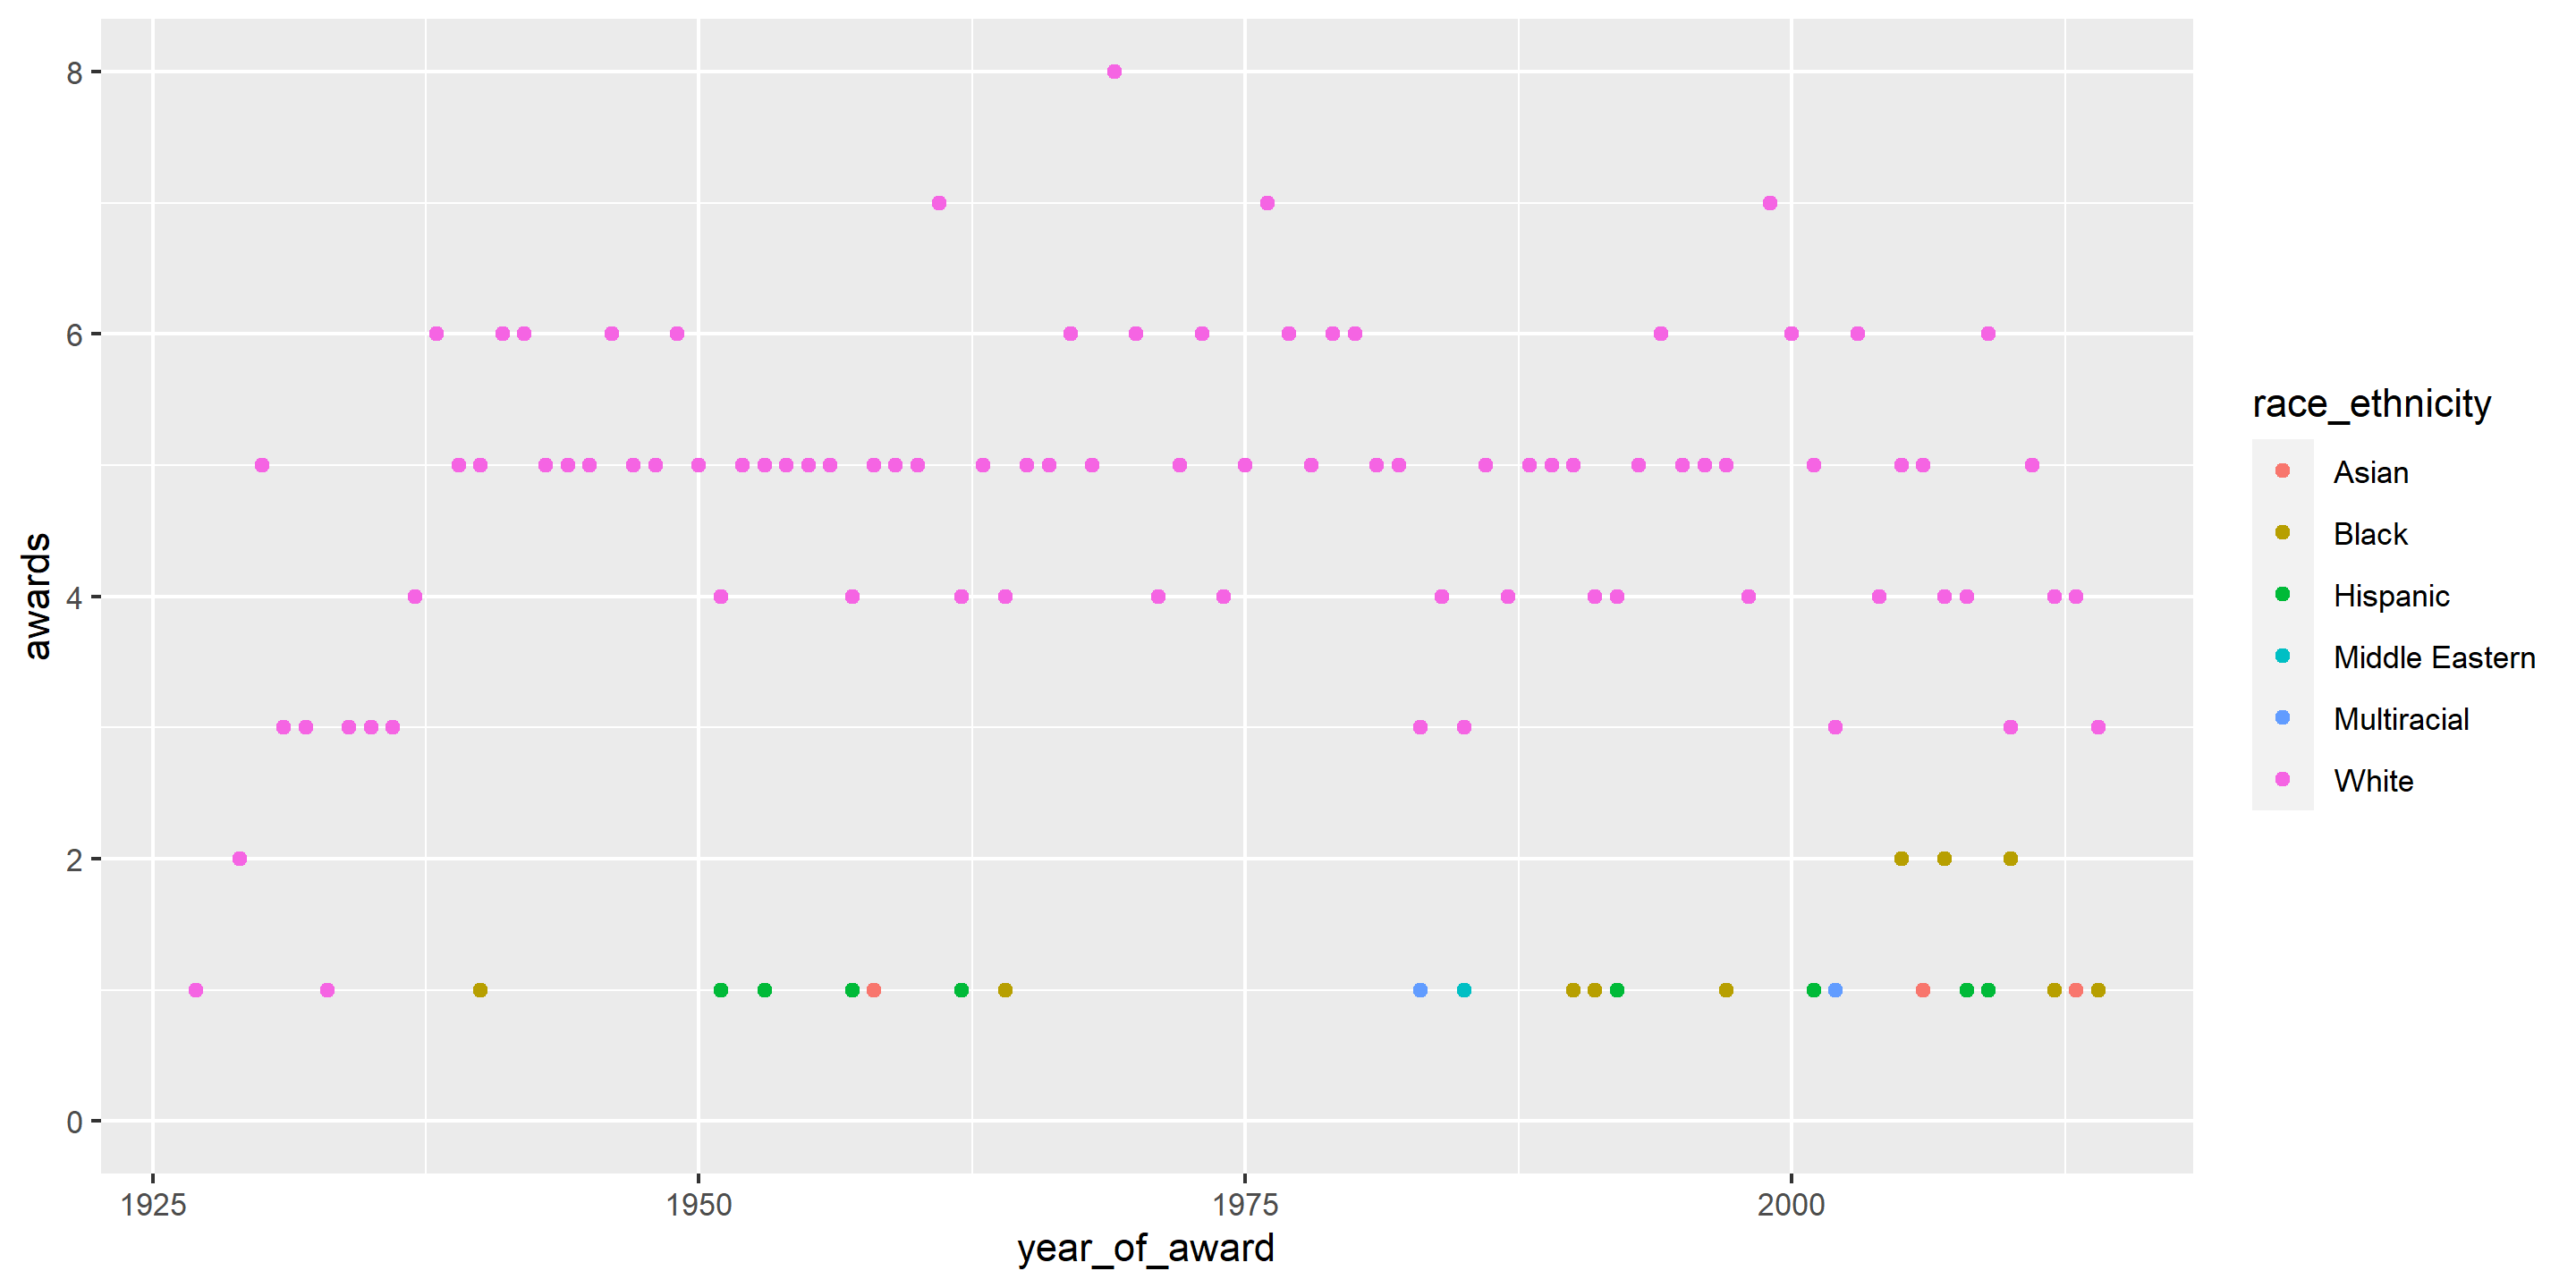 8
6
4
2
0
awards
1925
1950
1975
2000
year_of_award
race_ethnicity
Asian
Black
Hispanic
Middle Eastern
Multiracial
White